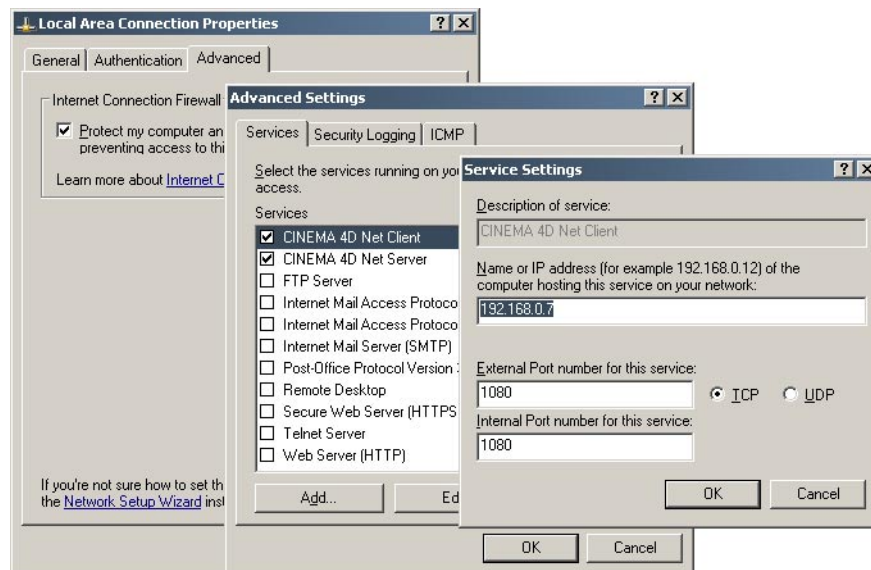 Local Area Connection Properties
General Authentication Advanced
Internet Connection Firewall
Protect my computer an
preventing access to thi
Learn more about Internet C
If you're not sure how to set th
the Network Setup Wizard inst
Advanced Settings
Services Security Logging ICMP
Select the services running on you
access.
Services
CINEMA 4D Net Client
CINEMA 4D Net Server
FTP Server
Internet Mail Access Protoco
Internet Mail Access Protoco
Internet Mail Server (SMTP)
Post-Office Protocol Version
Remote Desktop
Secure Web Server (HTTPS
Telnet Server
Web Server (HTTP)
Add... Ed
OK Cancel
Service Settings
Description of service:
CINEMA 4D Net Client
Name or IP address (for example 192.168.0.12) of the
computer hosting this service on your network:
192.168.0.7
External Port number for this service:
1080 TCP UDP
Internal Port number for this service:
1080
OK Cancel